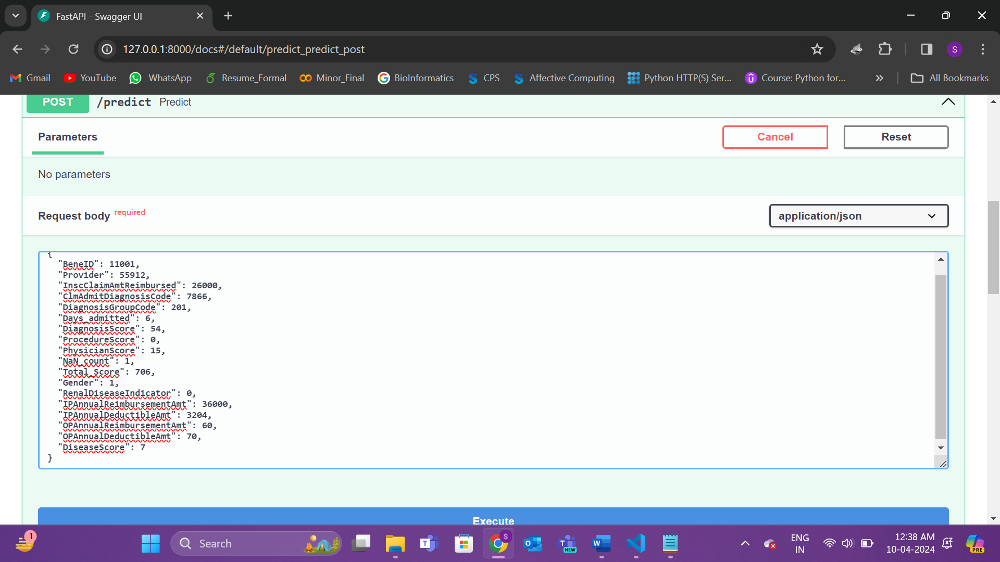 FastAPI - Swagger UI
127.0.0.1:8000/docs#/default/predict_predict_post
S
Gmail YouTube WhatsApp Resume_Formal Minor_Final BioInformatics CPS Affective Computing Python HTTP(S) Ser... Course: Python for... » All Bookmarks
POST /predict Predict
Parameters Cancel Reset
No parameters
Request body required application/json
{
"BeneID": 11001,
"Provider": 55912,
"InscClaimAmtReimbursed": 26000,
"ClmAdmitDiagnosisCode": 7866,
"DiagnosisGroupCode": 201,
"Days_admitted": 6,
"DiagnosisScore": 54,
"ProcedureScore": 0,
"PhysicianScore": 15,
"NaN_count": 1,
"Total_Score": 706,
"Gender": 1,
"RenalDiseaseIndicator": 0,
"IPAnnualReimbursementAmt": 36000,
"IPAnnualDeductibleAmt": 3204,
"OPAnnualReimbursementAmt": 60,
"OPAnnualDeductibleAmt": 70,
"DiseaseScore": 7
}
Execute
1
Search
S
NEW
ENG
IN
12:38 AM
10-04-2024
PRE